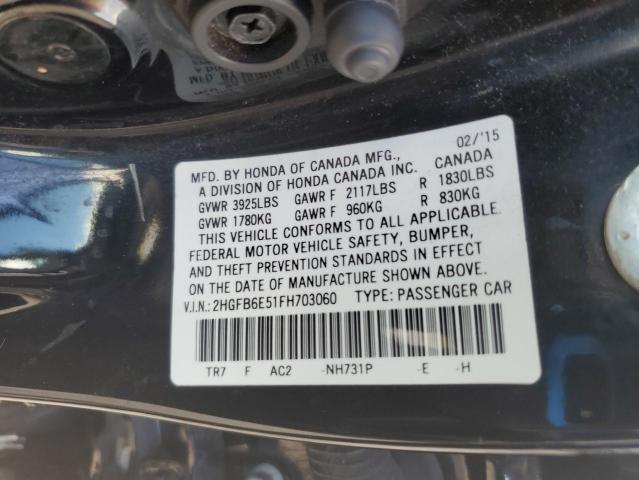 02/'15
MFD. BY HONDA OF CANADA MFG.,
A DIVISION OF HONDA CANADA INC. CANADA
GVWR 3925LBS GAWR F 2117LBS R 1830LBS
GVWR 1780KG GAWR F 960KG R 830KG
THIS VEHICLE CONFORMS TO ALL APPLICABLE
FEDERAL MOTOR VEHICLE SAFETY, BUMPER,
AND THEFT PREVENTION STANDARDS IN EFFECT
ON THE DATE OF MANUFACTURE SHOWN ABOVE.
V.I.N.: 2HGFB6E51FH703060 TYPE: PASSENGER CAR
TR7 F AC2 -NH731P -E -H